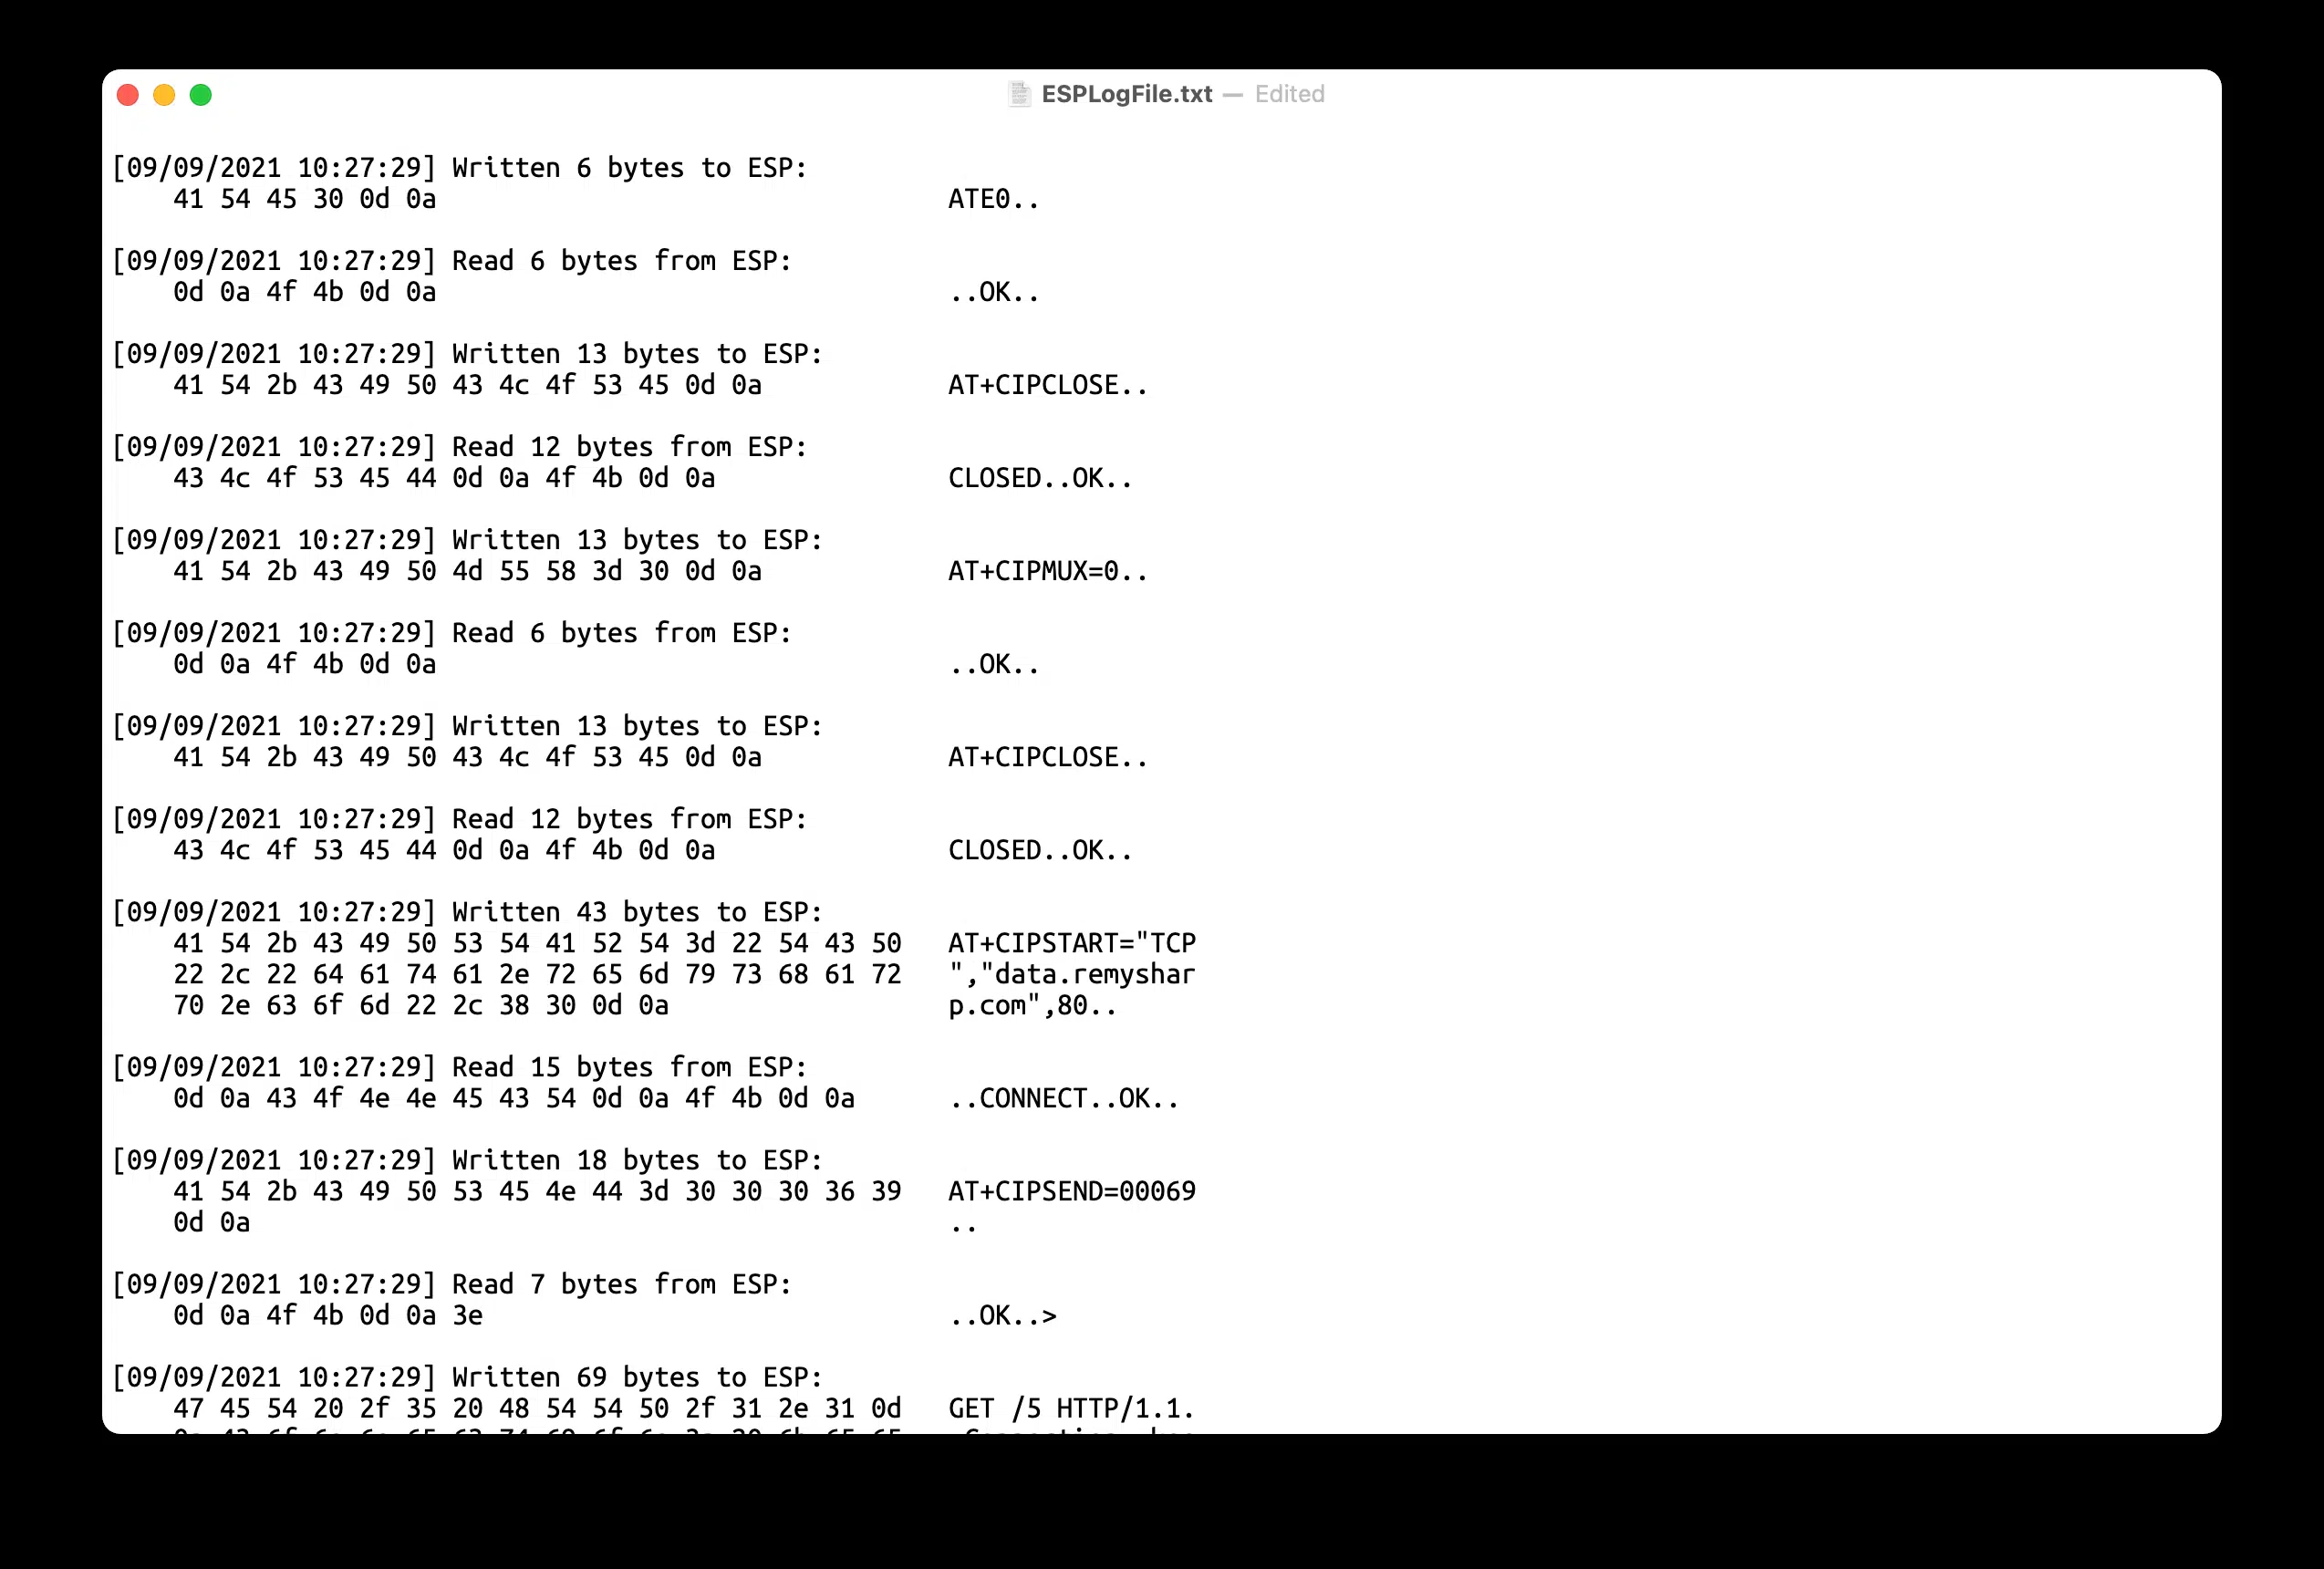 ESPLogFile.txt — Edited
[09/09/2021 10:27:29] Written 6 bytes to ESP:
41 54 45 30 0d 0a ATE0..
[09/09/2021 10:27:29] Read 6 bytes from ESP:
0d 0a 4f 4b 0d 0a ..OK..
[09/09/2021 10:27:29] Written 13 bytes to ESP:
41 54 2b 43 49 50 43 4c 4f 53 45 0d 0a AT+CIPCLOSE..
[09/09/2021 10:27:29] Read 12 bytes from ESP:
43 4c 4f 53 45 44 0d 0a 4f 4b 0d 0a CLOSED..OK..
[09/09/2021 10:27:29] Written 13 bytes to ESP:
41 54 2b 43 49 50 4d 55 58 3d 30 0d 0a AT+CIPMUX=0..
[09/09/2021 10:27:29] Read 6 bytes from ESP:
0d 0a 4f 4b 0d 0a ..OK..
[09/09/2021 10:27:29] Written 13 bytes to ESP:
41 54 2b 43 49 50 43 4c 4f 53 45 0d 0a AT+CIPCLOSE..
[09/09/2021 10:27:29] Read 12 bytes from ESP:
43 4c 4f 53 45 44 0d 0a 4f 4b 0d 0a CLOSED..OK..
[09/09/2021 10:27:29] Written 43 bytes to ESP:
41 54 2b 43 49 50 53 54 41 52 54 3d 22 54 43 50 AT+CIPSTART="TCP
22 2c 22 64 61 74 61 2e 72 65 6d 79 73 68 61 72 ","data.remyshar
70 2e 63 6f 6d 22 2c 38 30 0d 0a p.com",80..
[09/09/2021 10:27:29] Read 15 bytes from ESP:
0d 0a 43 4f 4e 4e 45 43 54 0d 0a 4f 4b 0d 0a ..CONNECT..OK..
[09/09/2021 10:27:29] Written 18 bytes to ESP:
41 54 2b 43 49 50 53 45 4e 44 3d 30 30 30 36 39 AT+CIPSEND=00069
0d 0a ..
[09/09/2021 10:27:29] Read 7 bytes from ESP:
0d 0a 4f 4b 0d 0a 3e ..OK..>
[09/09/2021 10:27:29] Written 69 bytes to ESP:
47 45 54 20 2f 35 20 48 54 54 50 2f 31 2e 31 0d GET /5 HTTP/1.1.